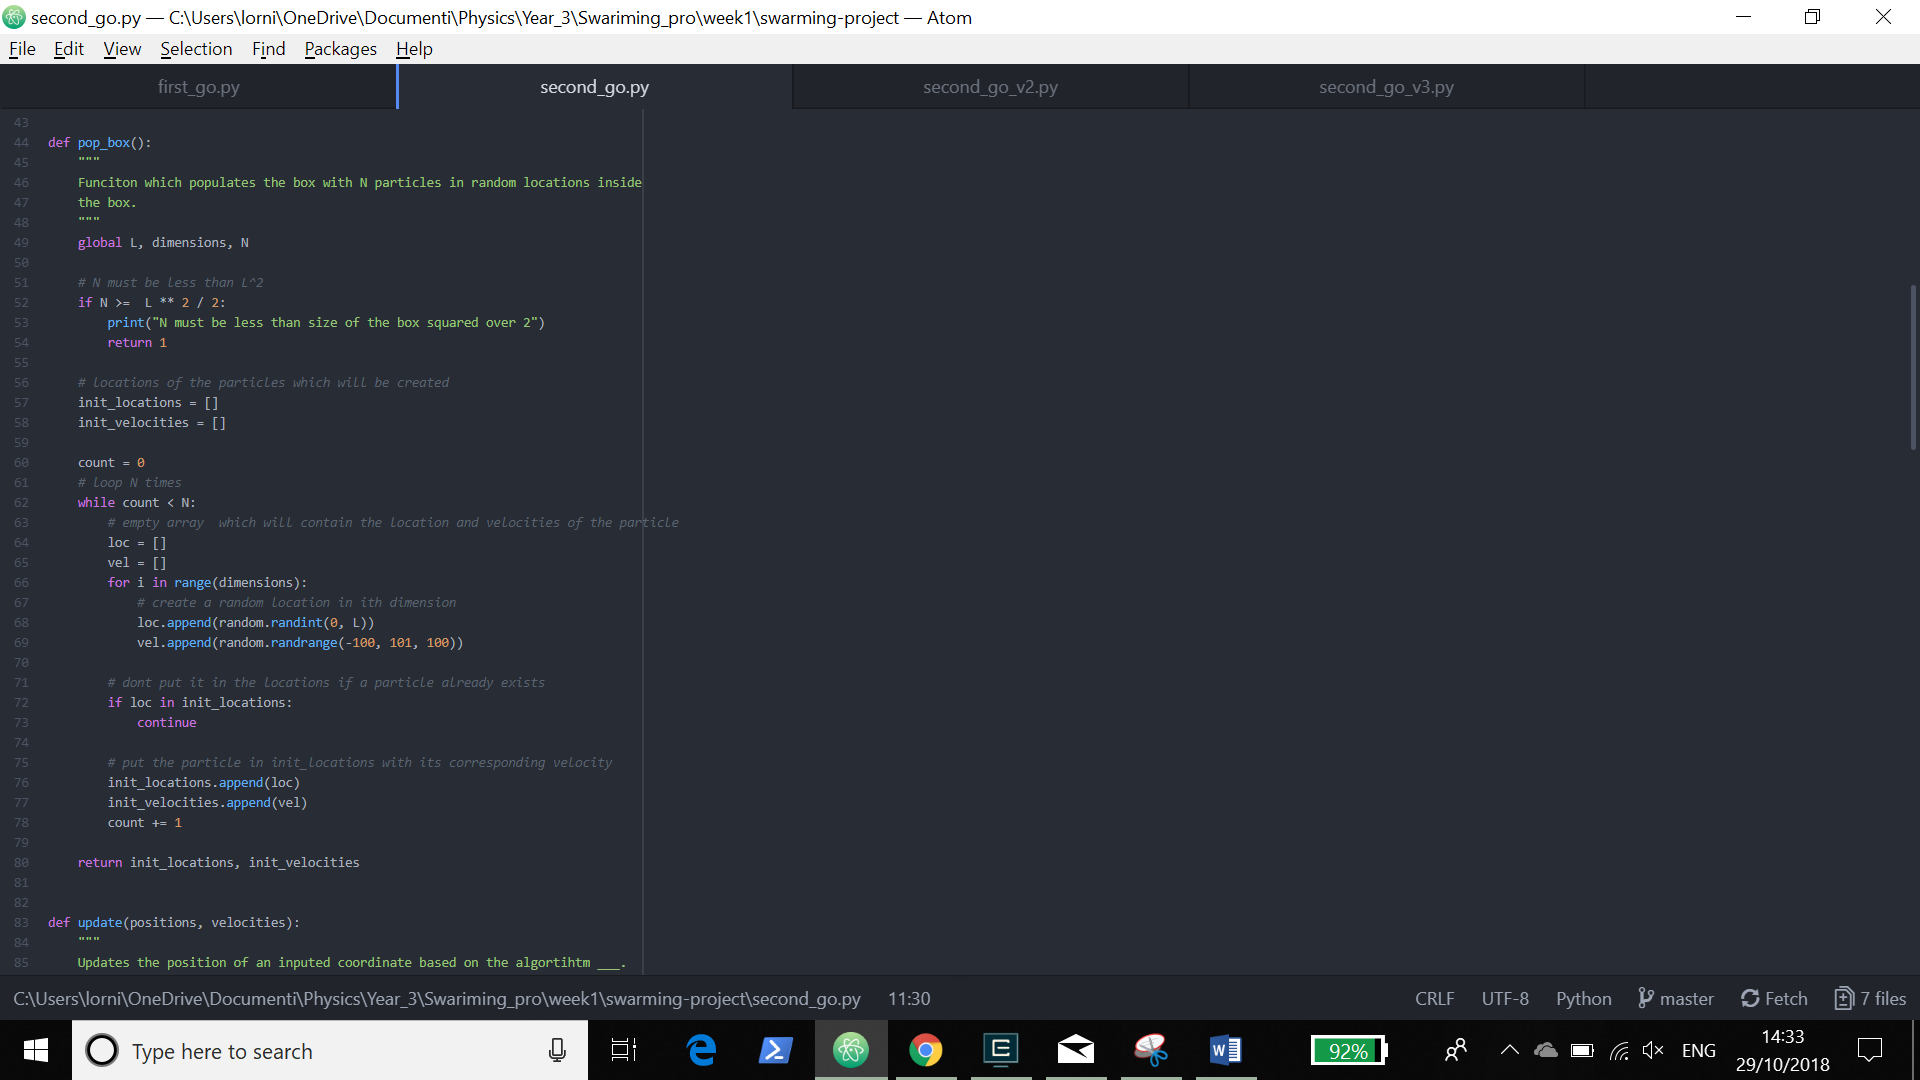 second_go.py — C:\Users\lorni\OneDrive\Documenti\Physics\Year_3\Swariming_pro\week1\swarming-project — Atom
File Edit View Selection Find Packages Help
first_go.py second_go.py second_go_v2.py second_go_v3.py
43
44 def pop_box():
45 """
46 Funciton which populates the box with N particles in random locations inside
47 the box.
48 """
49 global L, dimensions, N
50
51 # N must be less than L^2
52 if N >=  L ** 2 / 2:
53 print("N must be less than size of the box squared over 2")
54 return 1
55
56 # locations of the particles which will be created
57 init_locations = []
58 init_velocities = []
59
60 count = 0
61 # loop N times
62 while count < N:
63 # empty array  which will contain the location and velocities of the particle
64 loc = []
65 vel = []
66 for i in range(dimensions):
67 # create a random location in ith dimension
68 loc.append(random.randint(0, L))
69 vel.append(random.randrange(-100, 101, 100))
70
71 # dont put it in the locations if a particle already exists
72 if loc in init_locations:
73 continue
74
75 # put the particle in init_locations with its corresponding velocity
76 init_locations.append(loc)
77 init_velocities.append(vel)
78 count += 1
79
80 return init_locations, init_velocities
81
82
83 def update(positions, velocities):
84 """
85 Updates the position of an inputed coordinate based on the algortihtm ___.
C:\Users\lorni\OneDrive\Documenti\Physics\Year_3\Swariming_pro\week1\swarming-project\second_go.py 11:30 CRLF UTF-8 Python master Fetch 7 files
Type here to search 92% ENG 14:33
29/10/2018